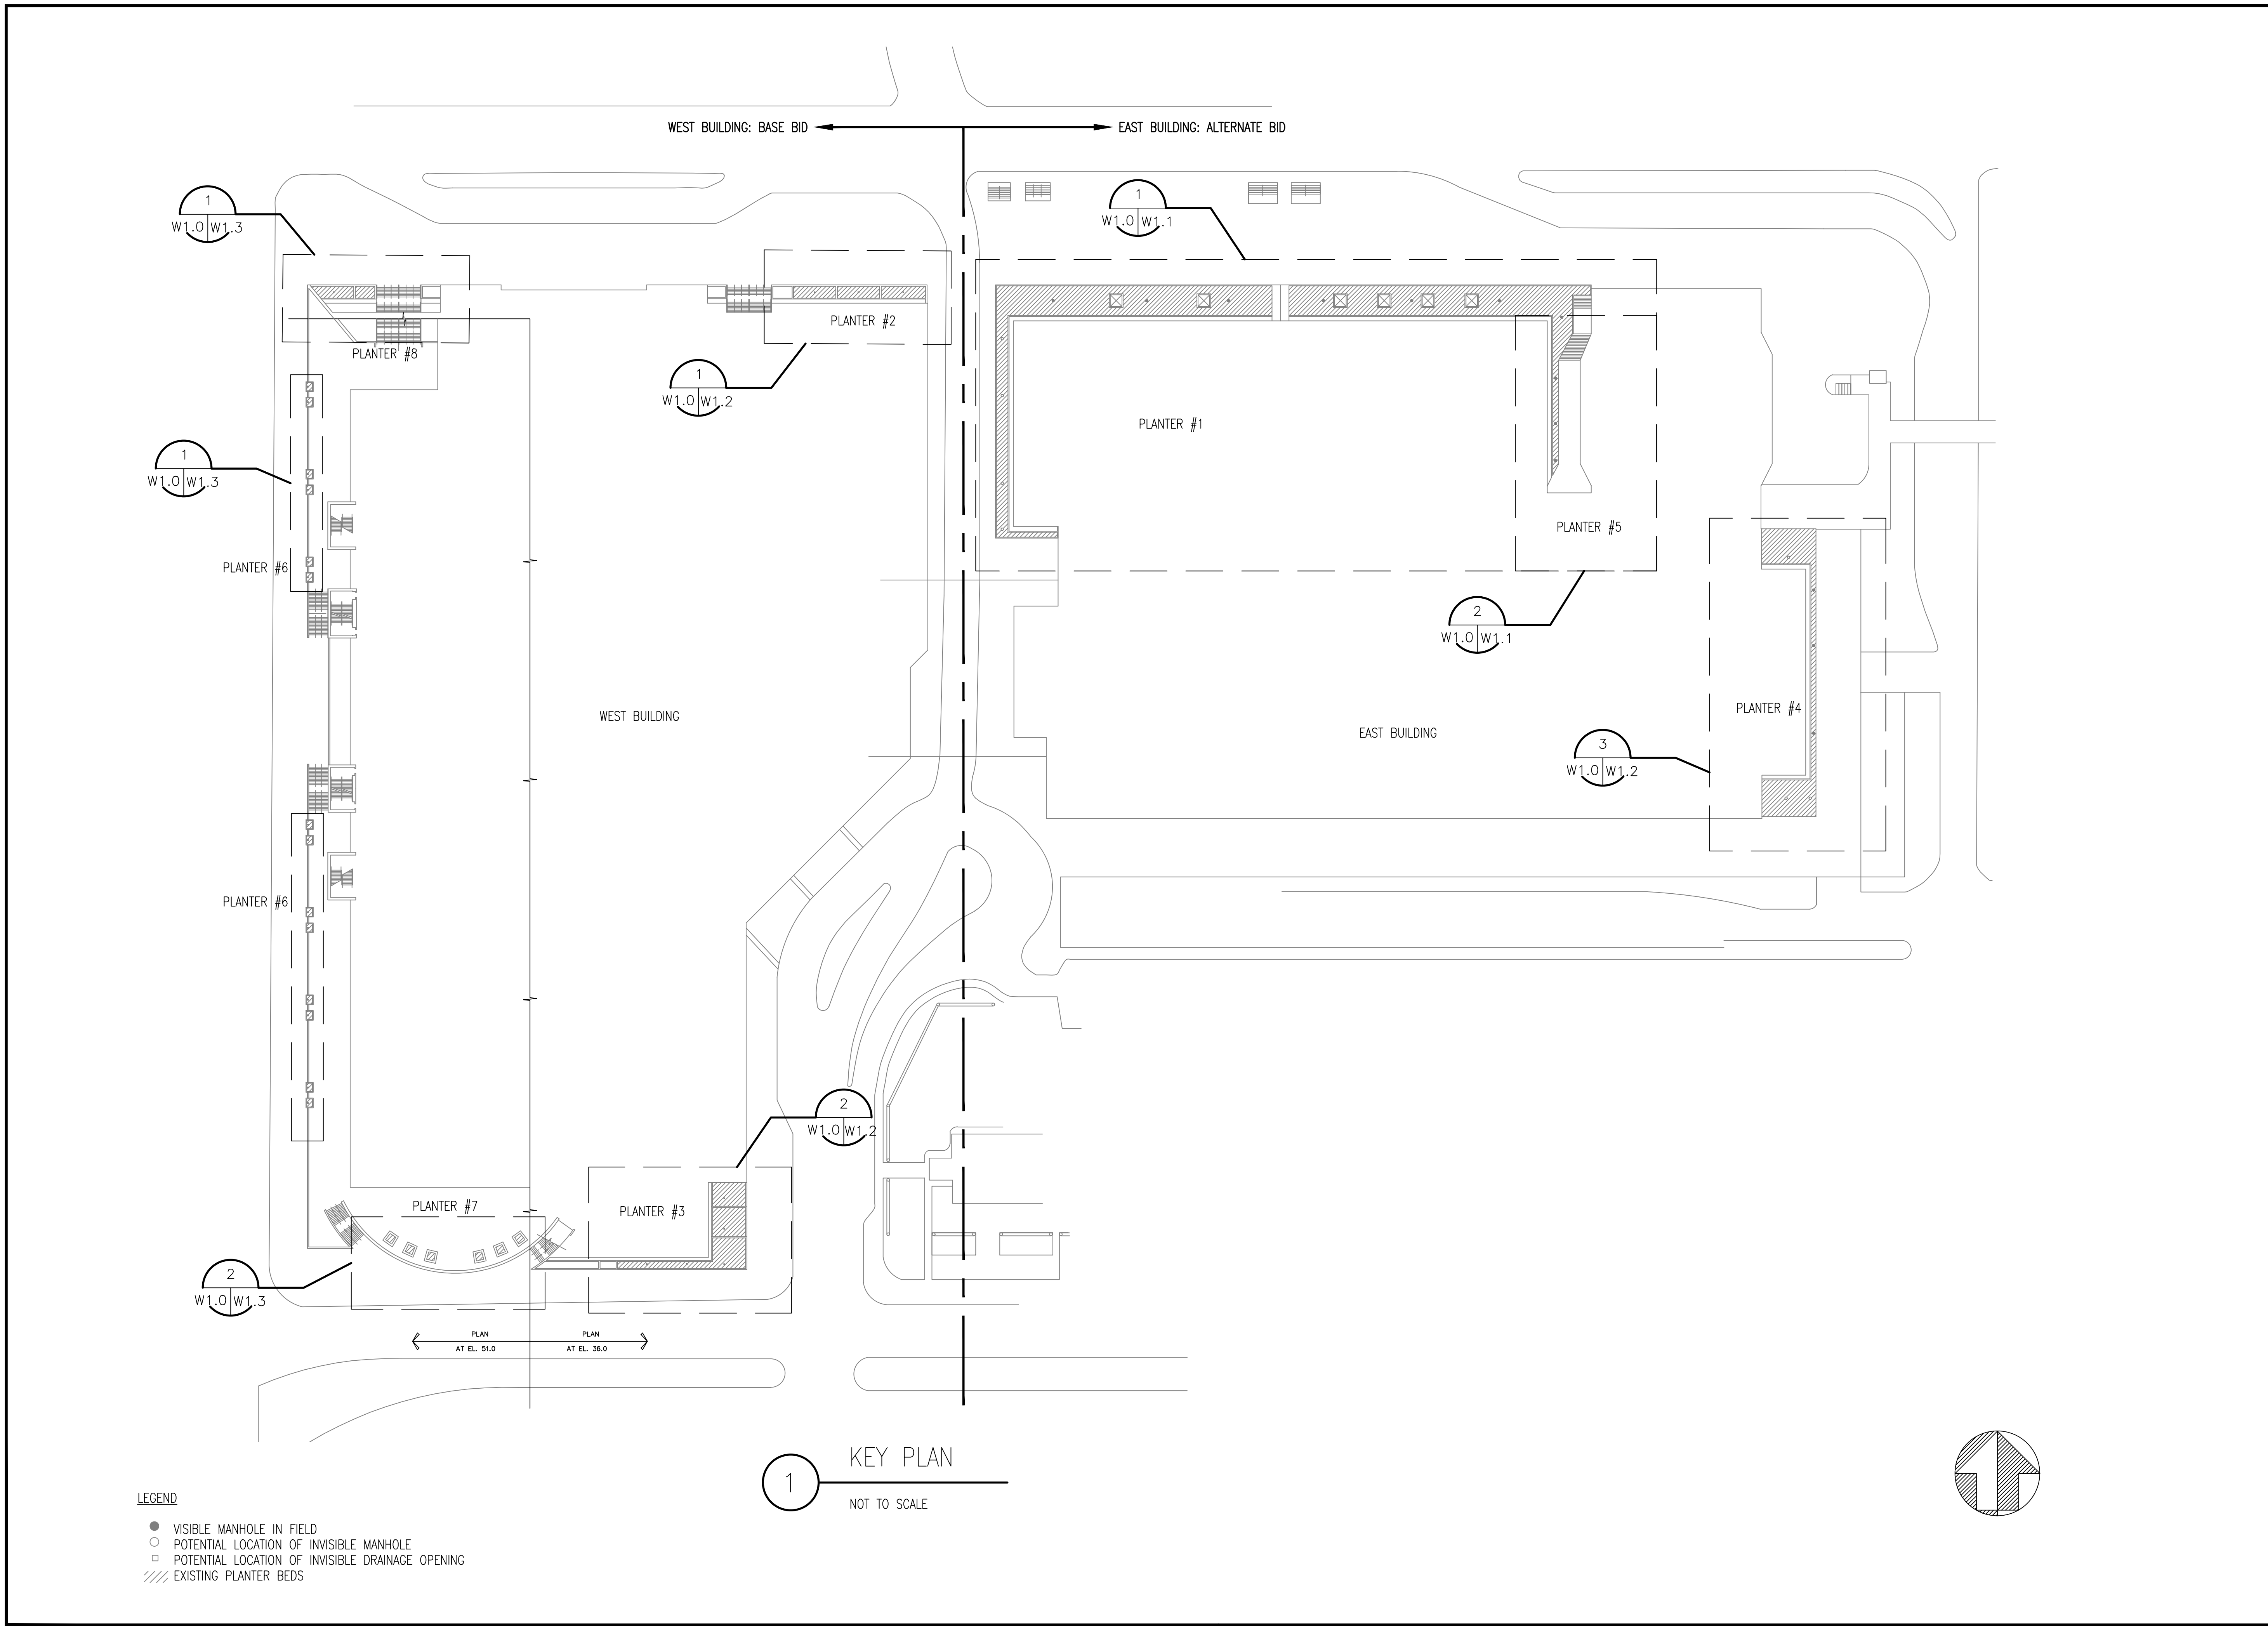 WEST BUILDING: BASE BID
EAST BUILDING: ALTERNATE BID
1
W1.0 W1.3
1
W1.0 W1.1
PLANTER #2
PLANTER #8
1
W1.0 W1.2
PLANTER #1
1
W1.0 W1.3
PLANTER #5
PLANTER #6
2
W1.0 W1.1
PLANTER #4
WEST BUILDING
EAST BUILDING
3
W1.0 W1.2
PLANTER #6
2
W1.0 W1.2
PLANTER #7
PLANTER #3
2
W1.0 W1.3
PLAN
AT EL. 51.0
PLAN
AT EL. 36.0
1
KEY PLAN
NOT TO SCALE
LEGEND
VISIBLE MANHOLE IN FIELD
POTENTIAL LOCATION OF INVISIBLE MANHOLE
POTENTIAL LOCATION OF INVISIBLE DRAINAGE OPENING
EXISTING PLANTER BEDS